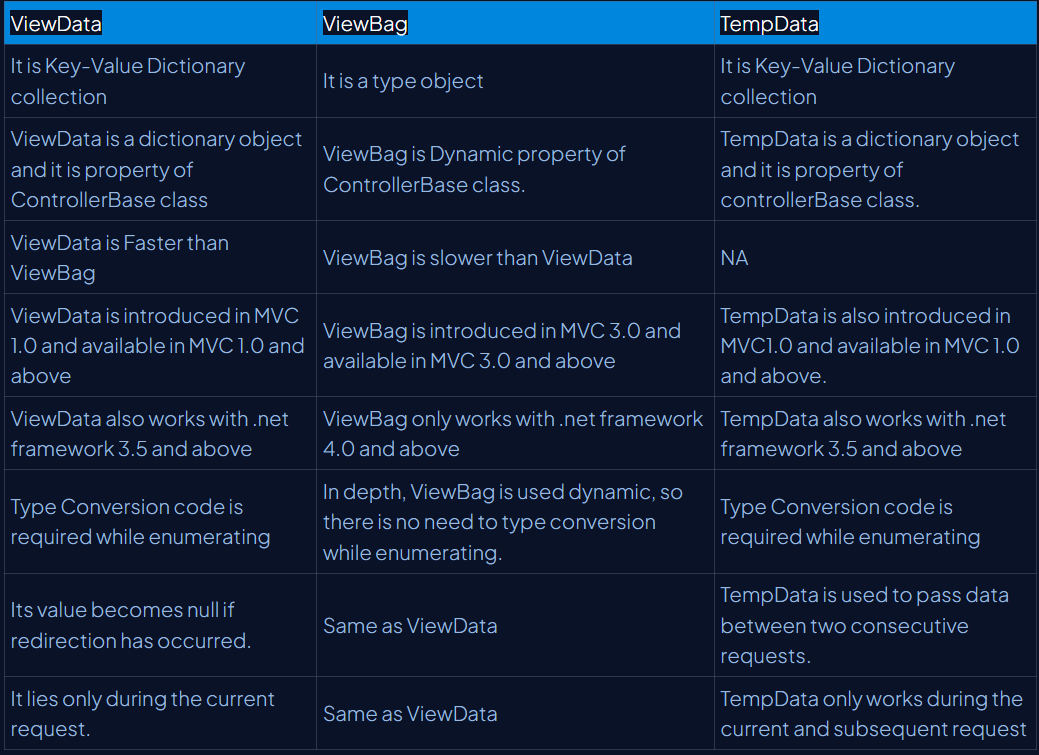 ViewData
ViewBag
TempData
It is Key-Value Dictionary
collection
It is a type object
It is Key-Value Dictionary
collection
ViewData is a dictionary object
and it is property of
ControllerBase class
ViewBag is Dynamic property of
ControllerBase class.
TempData is a dictionary object
and it is property of
controllerBase class.
ViewData is Faster than
ViewBag
ViewBag is slower than ViewData
NA
ViewData is introduced in MVC
1.0 and available in MVC 1.0 and
above
ViewBag is introduced in MVC 3.0 and
available in MVC 3.0 and above
TempData is also introduced in
MVC1.0 and available in MVC 1.0
and above.
ViewData also works with .net
framework 3.5 and above
ViewBag only works with .net framework
4.0 and above
TempData also works with .net
framework 3.5 and above
Type Conversion code is
required while enumerating
In depth, ViewBag is used dynamic, so
there is no need to type conversion
while enumerating.
Type Conversion code is
required while enumerating
Its value becomes null if
redirection has occurred.
Same as ViewData
TempData is used to pass data
between two consecutive
requests.
It lies only during the current
request.
Same as ViewData
TempData only works during the
current and subsequent request